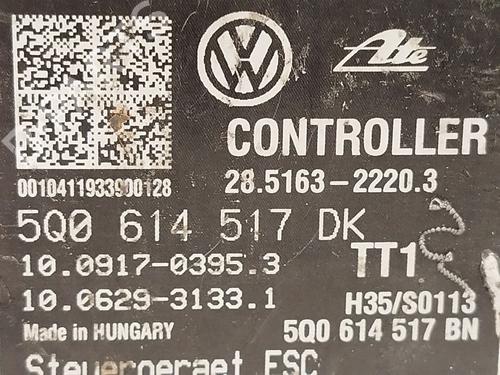 Ate
CONTROLLER
0010411933900128
28.5163-2220.3
5Q0 614 517 DK
10.0917-0395.3
TT1
10.0629-3133.1
H35/S0113
Made in HUNGARY
5Q0 614 517 BN
Steuergeraet ESC